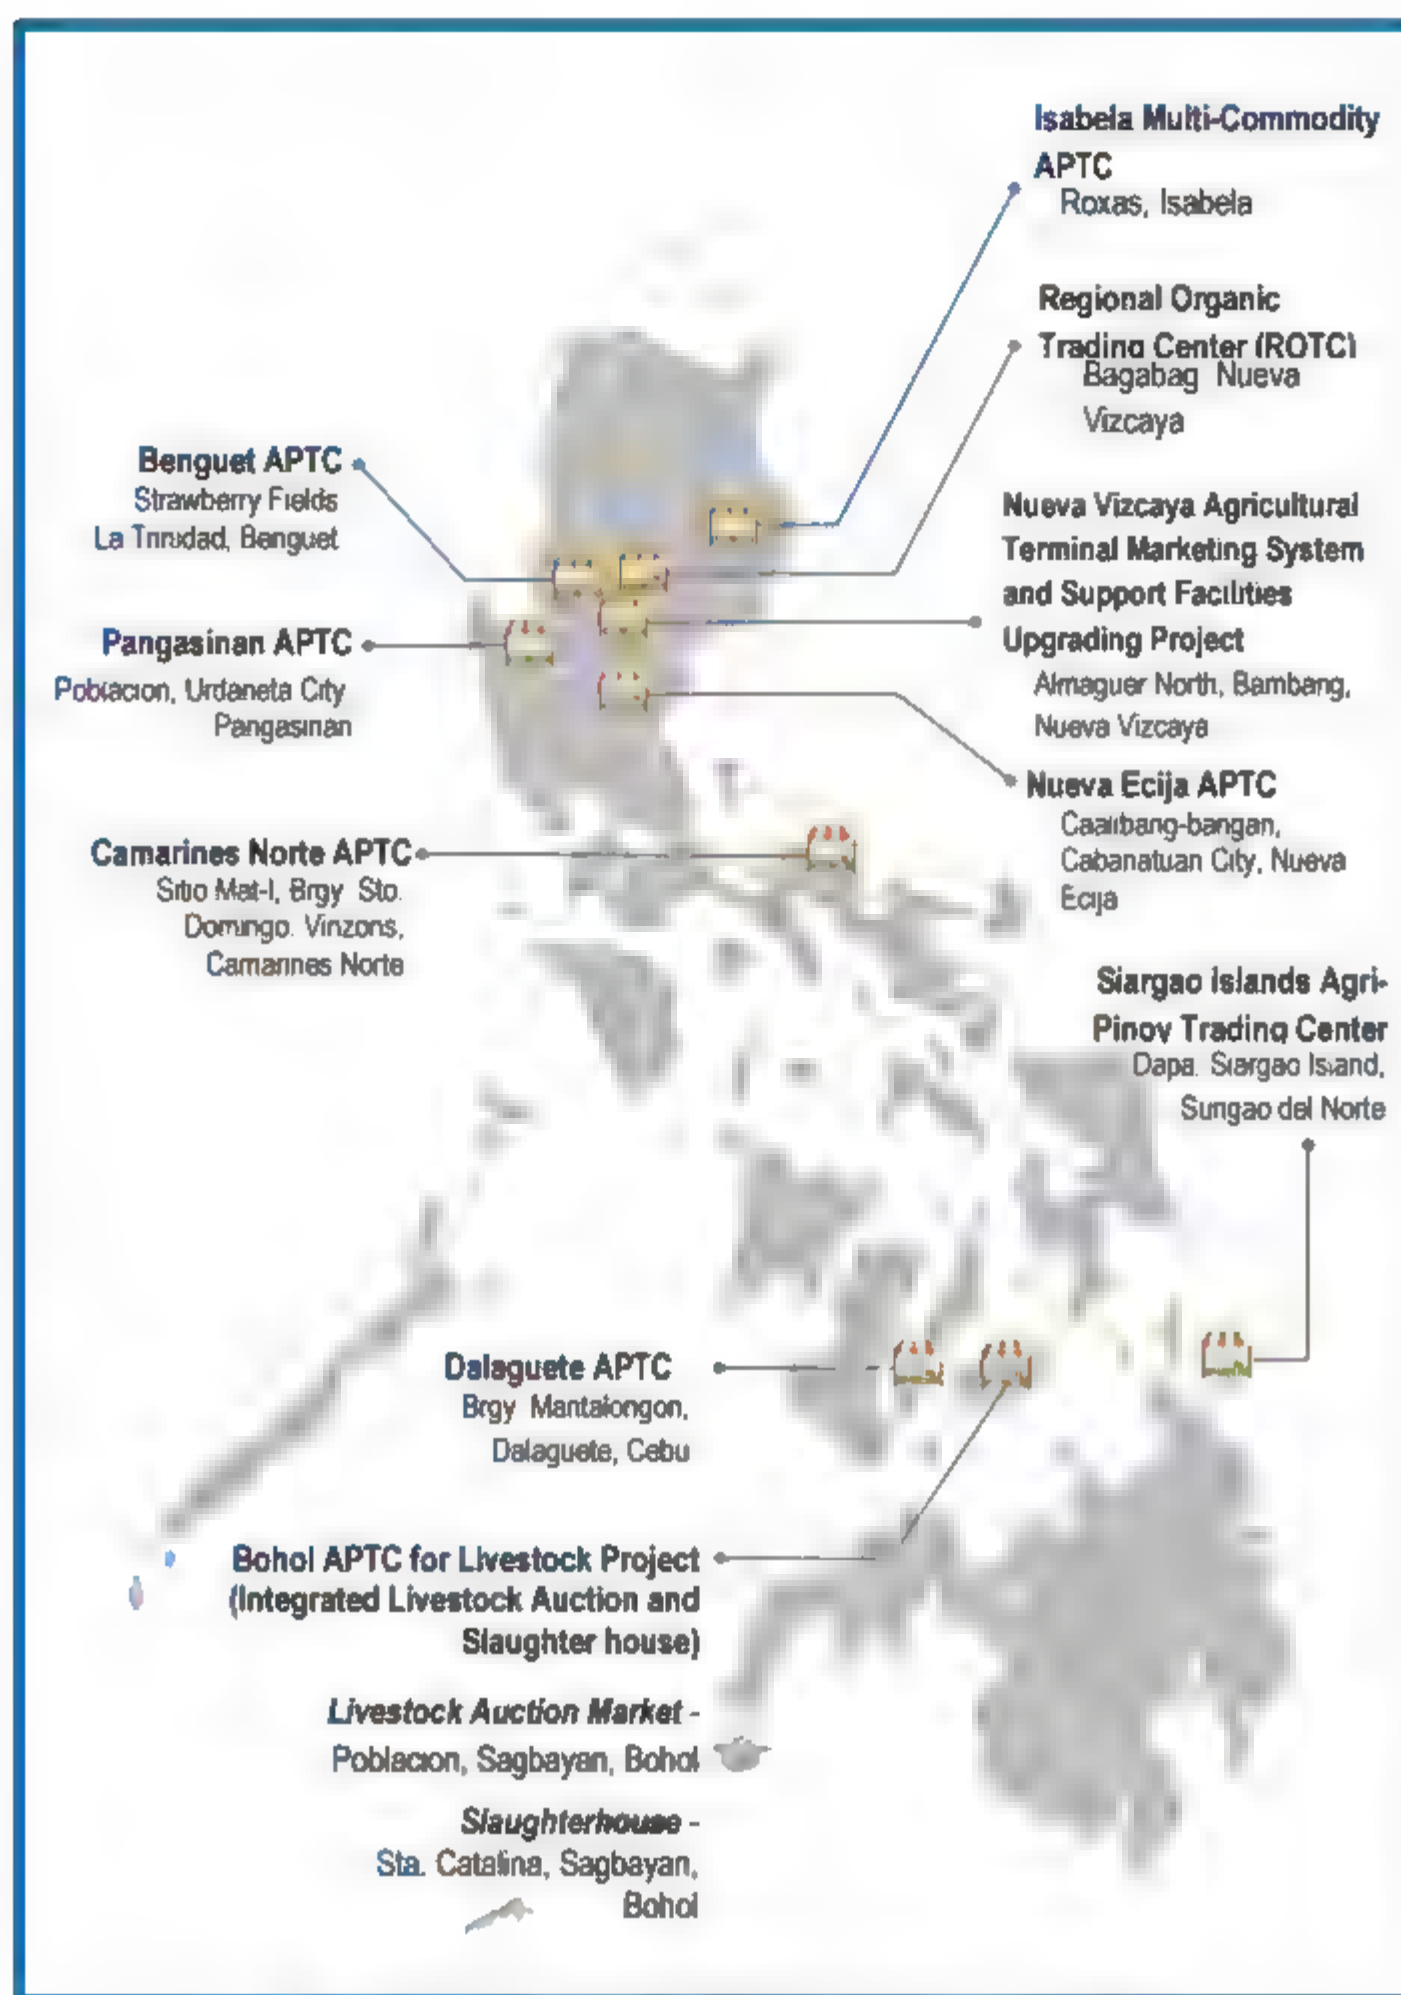 Isabela Multi-Commodity
APTC
Roxas, Isabela
Regional Organic
Trading Center (ROTC)
Bagabag Nueva
Vizcaya
Benguet APTC
Strawberry Fields
La Trinidad, Benguet
Nueva Vizcaya Agricultural
Terminal Marketing System
and Support Facilities
Upgrading Project
Almaguer North, Bambang,
Nueva Vizcaya
Pangasinan APTC
Poblacion, Urdaneta City
Pangasinan
Nueva Ecija APTC
Caalibang-bangan,
Cabanatuan City, Nueva
Ecija
Camarines Norte APTC
Sitio Mat-I, Brgy Sto.
Domingo. Vinzons,
Camarines Norte
Siargao Islands Agri-
Pinoy Trading Center
Dapa. Siargao Island,
Surigao del Norte
Dalaguete APTC
Brgy Mantalongon,
Dalaguete, Cebu
Bohol APTC for Livestock Project
(Integrated Livestock Auction and
Slaughter house)
Livestock Auction Market -
Poblacion, Sagbayan, Bohol
Slaughterhouse -
Sta. Catalina, Sagbayan,
Bohol